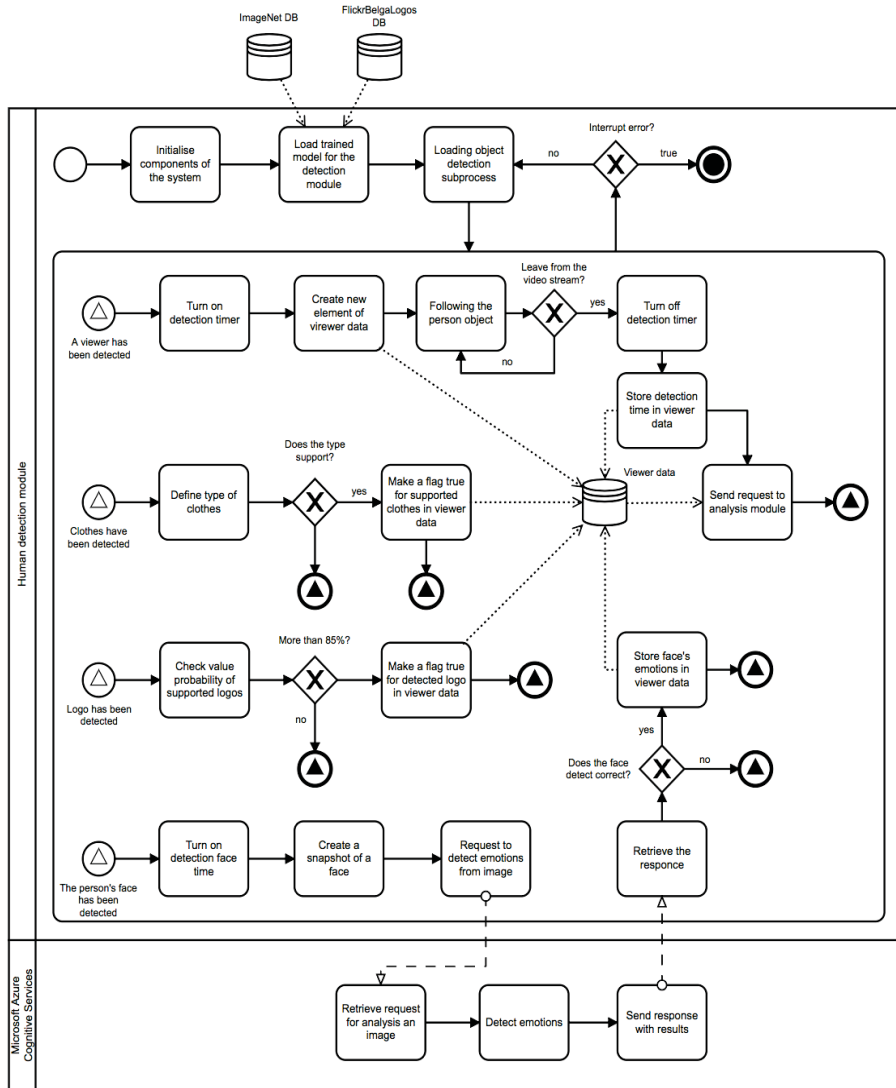 ImageNet DB
FlickrBelgaLogos
DB
Human detection module
Initialise
components of
the system
Load trained
model for the
detection
module
Loading object
detection
subprocess
Interrupt error?
no
X
true
A viewer has
been detected
Turn on
detection timer
Create new
element of
virewer data
Following the
person object
Leave from the
video stream?
X
no
yes
Turn off
detection timer
Store detection
time in viewer
data
Viewer data
Send request to
analysis module
Clothes have
been detected
Define type of
clothes
Does the type
support?
X
yes
Make a flag true
for supported
clothes in viewer
data
Logo has been
detected
Check value
probability of
supported logos
More than 85%?
X
no
Make a flag true
for detected logo
in viewer data
Store face's
emotions in
viewer data
yes
Does the face
detect correct?
X
no
The person's face
has been
detected
Turn on
detection face
time
Create a
snapshot of a
face
Request to
detect emotions
from image
Retrieve the
responce
Microsoft Azure
Cognitive Services
Retrieve request
for analysis an
image
Detect emotions
Send response
with results